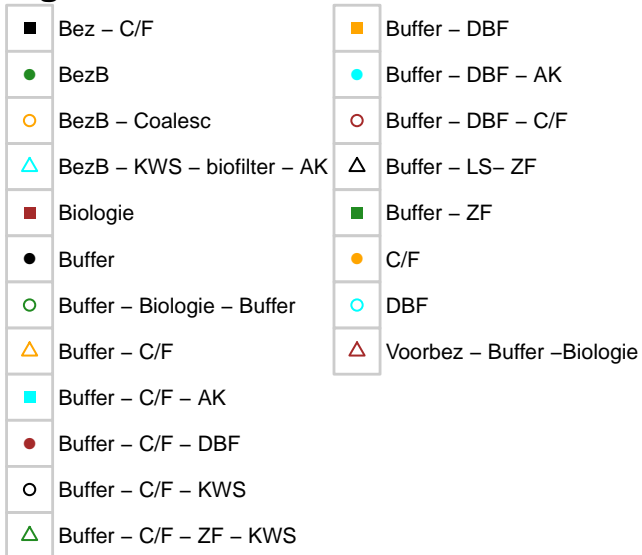 Bez – C/F
BezB
BezB – Coalesc
BezB – KWS – biofilter – AK
Biologie
Buffer
Buffer – Biologie – Buffer
Buffer – C/F
Buffer – C/F – AK
Buffer – C/F – DBF
Buffer – C/F – KWS
Buffer – C/F – ZF – KWS
Buffer – DBF
Buffer – DBF – AK
Buffer – DBF – C/F
Buffer – LS– ZF
Buffer – ZF
C/F
DBF
Voorbez – Buffer –Biologie